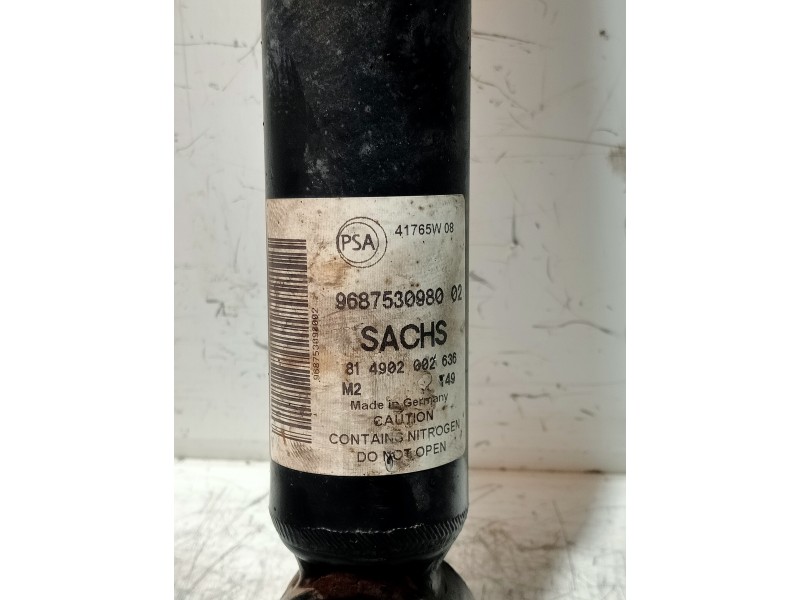 PSA
41765W 08
9687530980 02
SACHS
81 4902 002 636
M2
Made in Germany
CAUTION
CONTAINS NITROGEN
DO NOT OPEN